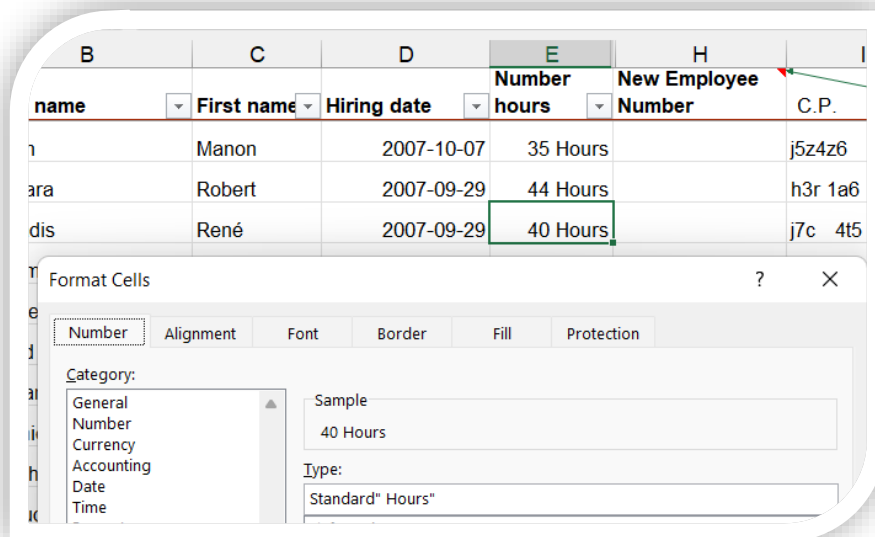 B C D E H I
Number New Employee
name First name Hiring date hours Number C.P.
Manon 2007-10-07 35 Hours j5z4z6
ara Robert 2007-09-29 44 Hours h3r 1a6
dis René 2007-09-29 40 Hours j7c 4t5
Format Cells ? ×
Number Alignment Font Border Fill Protection
Category:
General
Number
Currency
Accounting
Date
Time
Sample
40 Hours
Type:
Standard" Hours"